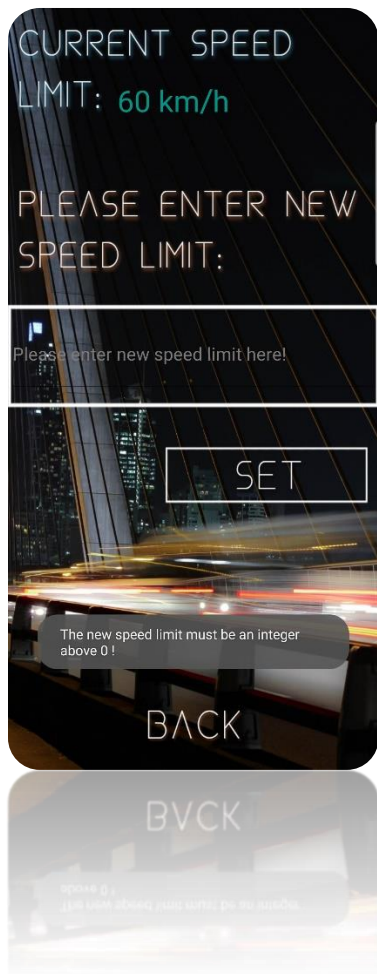 CURRENT SPEED
LIMIT: 60 km/h
PLEASE ENTER NEW
SPEED LIMIT:
Please enter new speed limit here!
SET
The new speed limit must be an integer
above 0 !
BACK